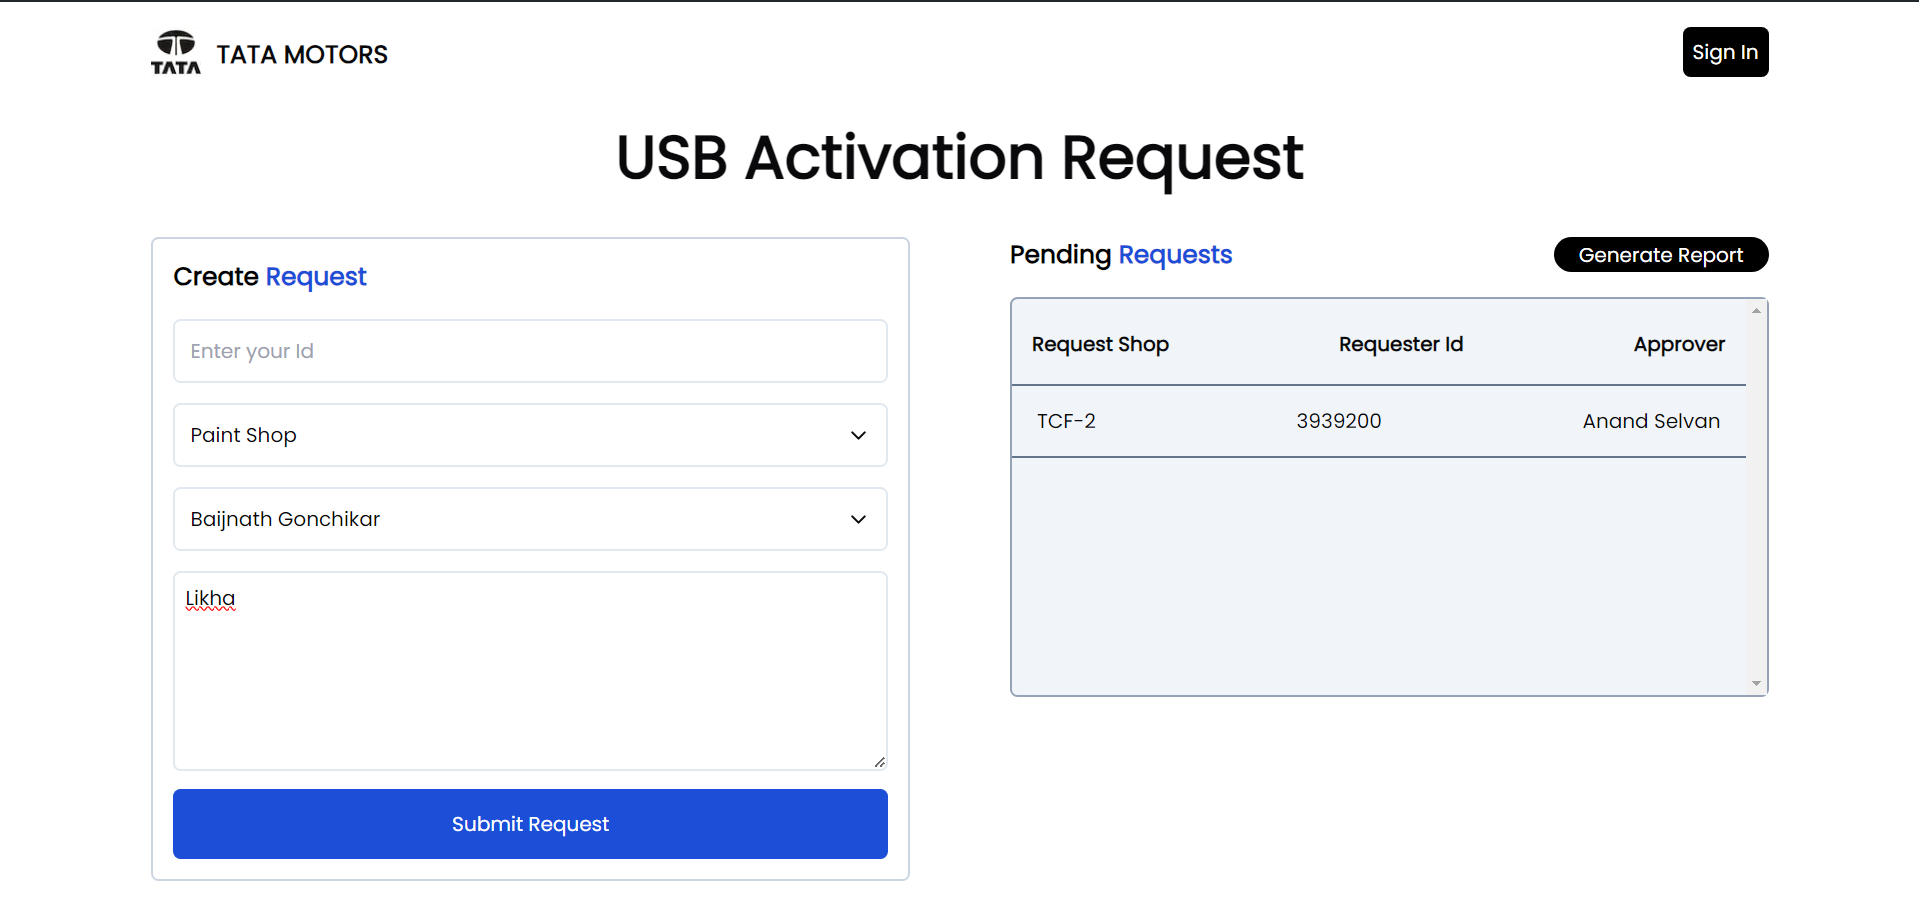 TATA TATA MOTORS
Sign In
USB Activation Request
Create Request
Enter your Id
Paint Shop
Baijnath Gonchikar
Likha
Submit Request
Pending Requests
Generate Report
Request Shop Requester Id Approver
TCF-2 3939200 Anand Selvan